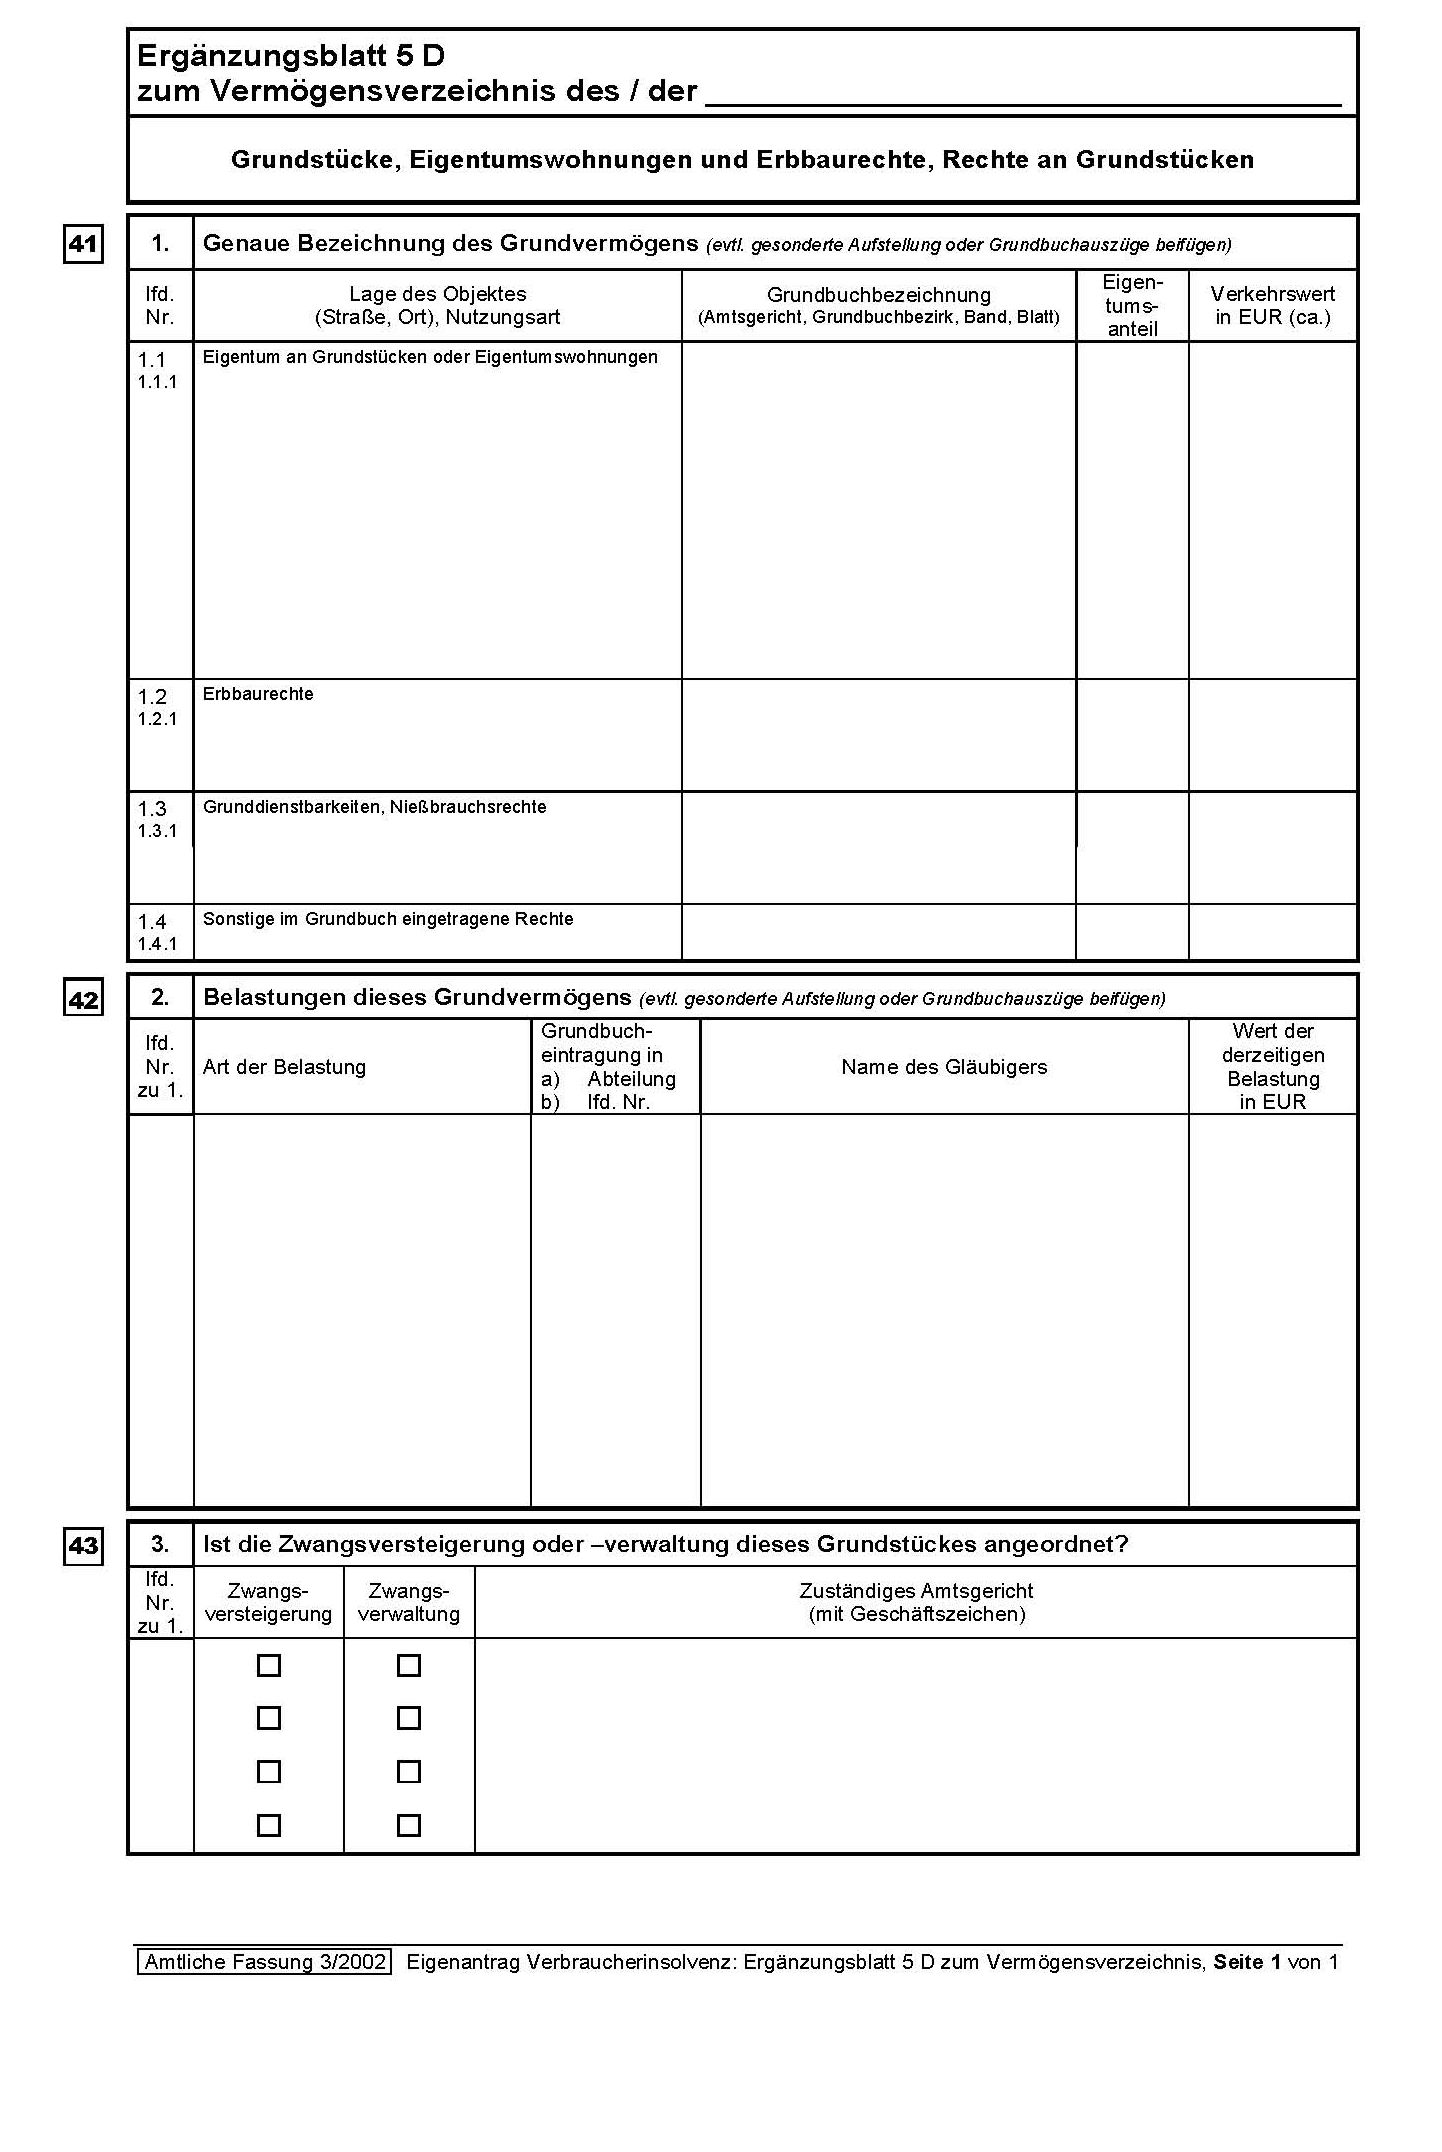 Ergänzungsblatt 5 D
zum Vermögensverzeichnis des / der
Grundstücke, Eigentumswohnungen und Erbbaurechte, Rechte an Grundstücken
41
1. Genaue Bezeichnung des Grundvermögens (evtl. gesonderte Aufstellung oder Grundbuchauszüge beifügen)
lfd.
Nr.
Lage des Objektes
(Straße, Ort), Nutzungsart
Grundbuchbezeichnung
(Amtsgericht, Grundbuchbezirk, Band, Blatt)
Eigen-
tums-
anteil
Verkehrswert
in EUR (ca.)
1.1 Eigentum an Grundstücken oder Eigentumswohnungen
1.1.1
1.2 Erbbaurechte
1.2.1
1.3 Grunddienstbarkeiten, Nießbrauchsrechte
1.3.1
1.4 Sonstige im Grundbuch eingetragene Rechte
1.4.1
42
2. Belastungen dieses Grundvermögens (evtl. gesonderte Aufstellung oder Grundbuchauszüge beifügen)
lfd.
Nr.
zu 1.
Art der Belastung
Grundbuch-
eintragung in
a) Abteilung
b) lfd. Nr.
Name des Gläubigers
Wert der
derzeitigen
Belastung
in EUR
43
3. Ist die Zwangsversteigerung oder –verwaltung dieses Grundstückes angeordnet?
lfd.
Nr.
zu 1.
Zwangs-
versteigerung
Zwangs-
verwaltung
Zuständiges Amtsgericht
(mit Geschäftszeichen)
Amtliche Fassung 3/2002 Eigenantrag Verbraucherinsolvenz: Ergänzungsblatt 5 D zum Vermögensverzeichnis, Seite 1 von 1